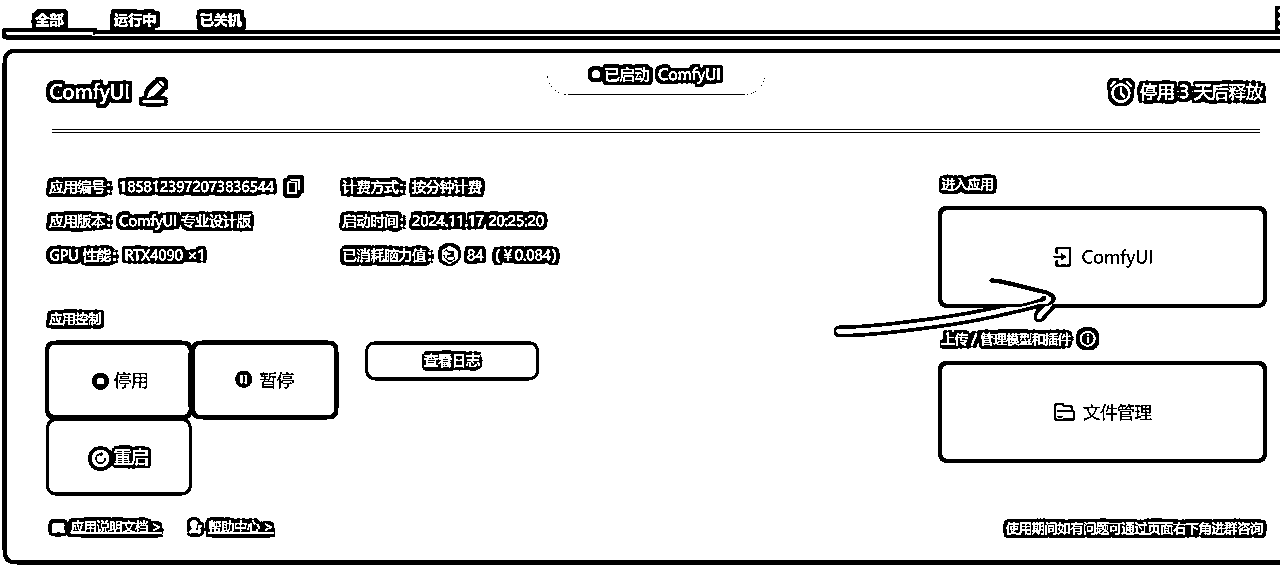 全部 运行中 已关机
已启动 ComfyUI
ComfyUI 停用 3 天后释放
应用编号: 1858123972073836544 计费方式: 按分钟计费 进入应用
应用版本: ComfyUI 专业设计版 启动时间: 2024.11.17 20:25:20
GPU 性能: RTX4090 ×1 已消耗脑力值: 84 (￥0.084) ComfyUI
应用控制
上传 / 管理模型和插件
停用 暂停 查看日志
文件管理
重启
应用说明文档 > 帮助中心 > 使用期间如有问题可通过页面右下角进群咨询